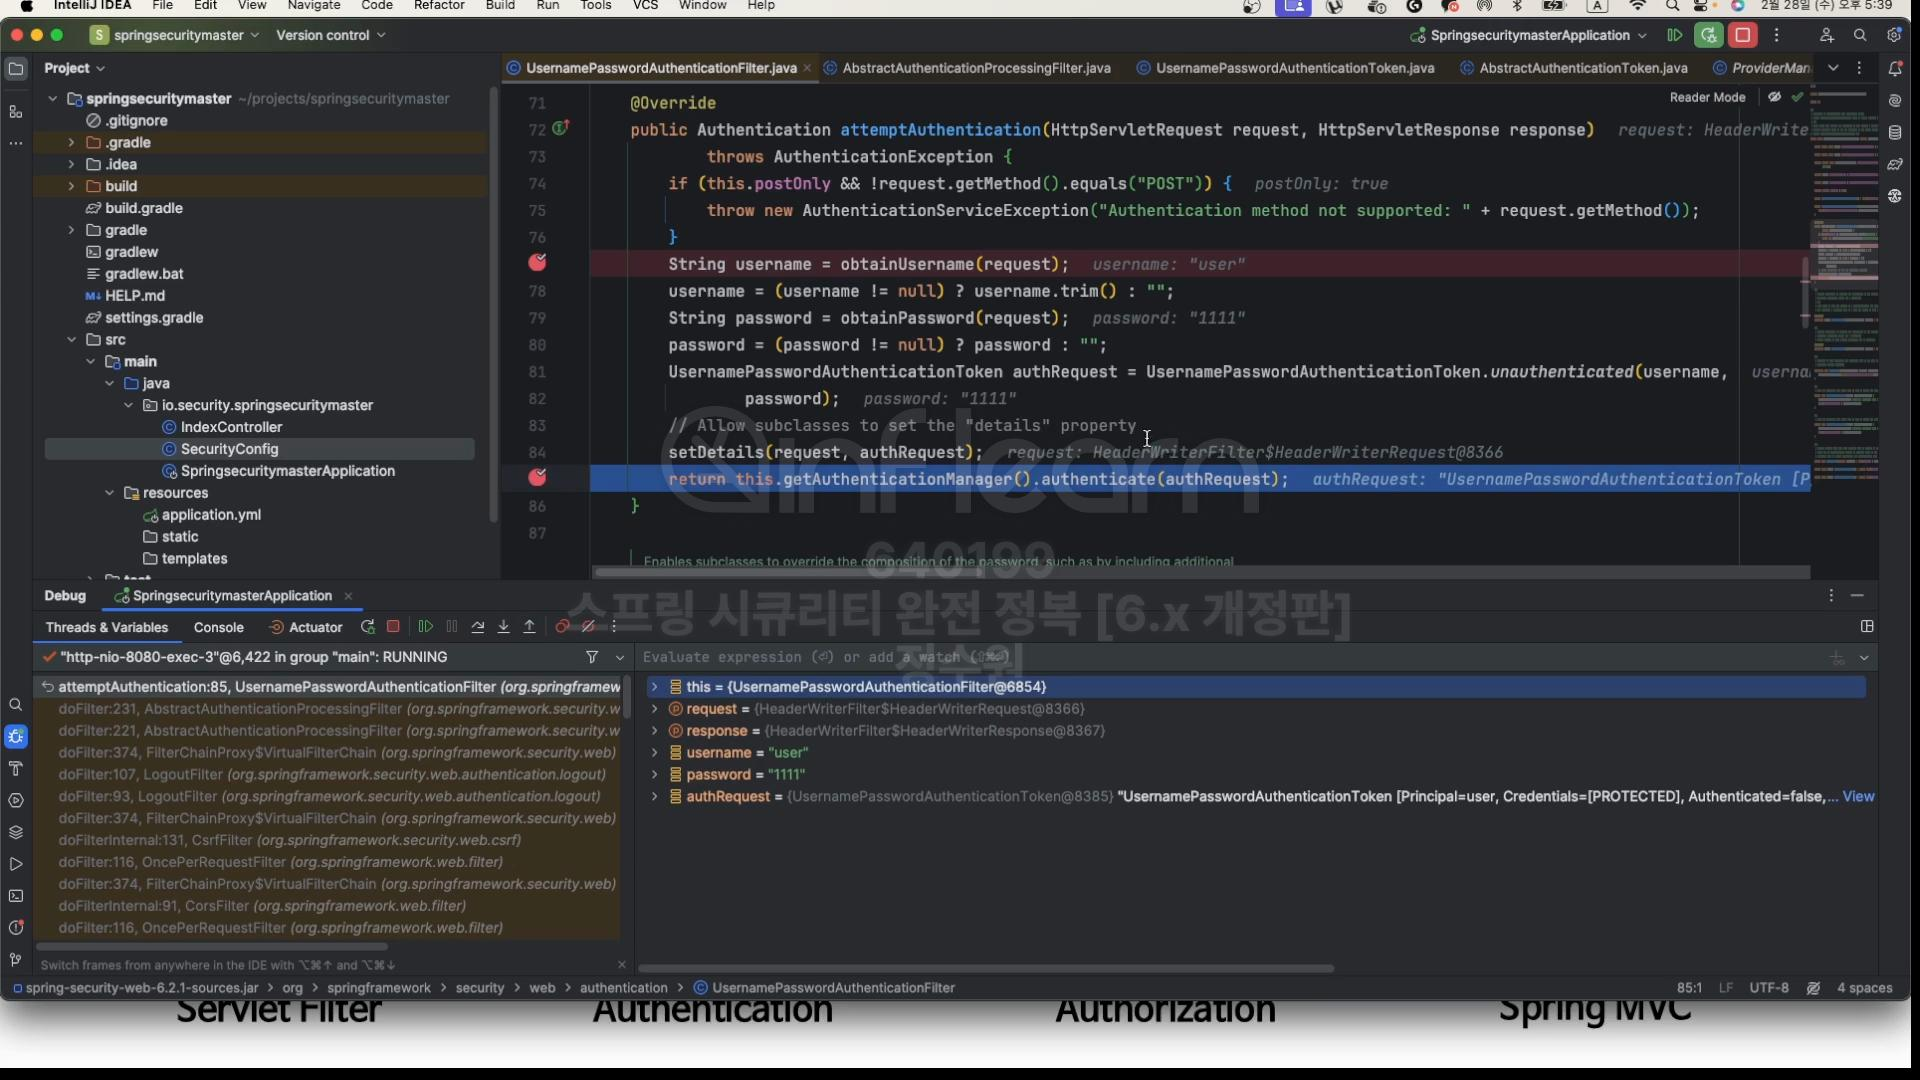 IntelliJ IDEA File Edit View Navigate Code Refactor Build Run Tools VCS Window Help A 2월 28일 (수) 오후 5:39
S springsecuritymaster Version control SpringsecuritymasterApplication
Project
springsecuritymaster ~/projects/springsecuritymaster
.gitignore
.gradle
.idea
build
build.gradle
gradle
gradlew
gradlew.bat
M↓ HELP.md
settings.gradle
src
main
java
io.security.springsecuritymaster
IndexController
SecurityConfig
SpringsecuritymasterApplication
resources
application.yml
static
templates
UsernamePasswordAuthenticationFilter.java AbstractAuthenticationProcessingFilter.java UsernamePasswordAuthenticationToken.java AbstractAuthenticationToken.java ProviderMan
Reader Mode
71 @Override
72 public Authentication attemptAuthentication(HttpServletRequest request, HttpServletResponse response) request: HeaderWrite
73 throws AuthenticationException {
74 if (this.postOnly && !request.getMethod().equals("POST")) { postOnly: true
75 throw new AuthenticationServiceException("Authentication method not supported: " + request.getMethod());
76 }
String username = obtainUsername(request); username: "user"
78 username = (username != null) ? username.trim() : "";
79 String password = obtainPassword(request); password: "1111"
80 password = (password != null) ? password : "";
81 UsernamePasswordAuthenticationToken authRequest = UsernamePasswordAuthenticationToken.unauthenticated(username, userna
82 password); password: "1111"
83 // Allow subclasses to set the "details" property
84 setDetails(request, authRequest); request: HeaderWriterFilter$HeaderWriterRequest@8366
return this.getAuthenticationManager().authenticate(authRequest); authRequest: "UsernamePasswordAuthenticationToken [P
86 }
87
Enables subclasses to override the composition of the password, such as by including additional
inflearn
640199
스프링 시큐리티 완전 정복 [6.x 개정판]
정수원
Debug SpringsecuritymasterApplication
Threads & Variables Console Actuator
"http-nio-8080-exec-3"@6,422 in group "main": RUNNING
attemptAuthentication:85, UsernamePasswordAuthenticationFilter (org.springframew
doFilter:231, AbstractAuthenticationProcessingFilter (org.springframework.security.w
doFilter:221, AbstractAuthenticationProcessingFilter (org.springframework.security.w
doFilter:374, FilterChainProxy$VirtualFilterChain (org.springframework.security.web)
doFilter:107, LogoutFilter (org.springframework.security.web.authentication.logout)
doFilter:93, LogoutFilter (org.springframework.security.web.authentication.logout)
doFilter:374, FilterChainProxy$VirtualFilterChain (org.springframework.security.web)
doFilterInternal:131, CsrfFilter (org.springframework.security.web.csrf)
doFilter:116, OncePerRequestFilter (org.springframework.web.filter)
doFilter:374, FilterChainProxy$VirtualFilterChain (org.springframework.security.web)
doFilterInternal:91, CorsFilter (org.springframework.web.filter)
doFilter:116, OncePerRequestFilter (org.springframework.web.filter)
Switch frames from anywhere in the IDE with ⌥⌘↑ and ⌥⌘↓
Evaluate expression (⏎) or add a watch (⇧⌘⏎)
this = {UsernamePasswordAuthenticationFilter@6854}
request = {HeaderWriterFilter$HeaderWriterRequest@8366}
response = {HeaderWriterFilter$HeaderWriterResponse@8367}
username = "user"
password = "1111"
authRequest = {UsernamePasswordAuthenticationToken@8385} "UsernamePasswordAuthenticationToken [Principal=user, Credentials=[PROTECTED], Authenticated=false,... View
spring-security-web-6.2.1-sources.jar > org > springframework > security > web > authentication > UsernamePasswordAuthenticationFilter 85:1 LF UTF-8 4 spaces
Servlet Filter Authentication Authorization Spring MVC